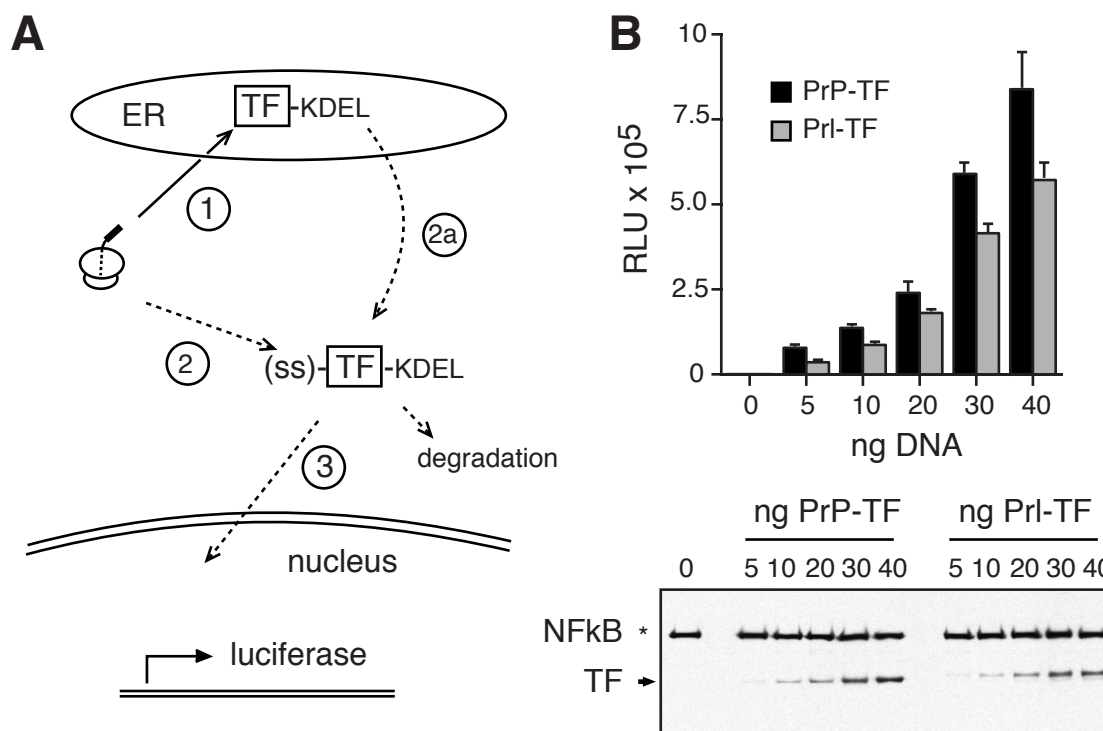 A
ER
TF -KDEL
1
2a
2
(ss)- TF -KDEL
3
degradation
nucleus
luciferase
B
10
7.5
5.0
2.5
0
RLU x 10⁵
PrP-TF
Prl-TF
0 5 10 20 30 40
ng DNA
ng PrP-TF ng Prl-TF
0 5 10 20 30 40 5 10 20 30 40
NFkB *
TF